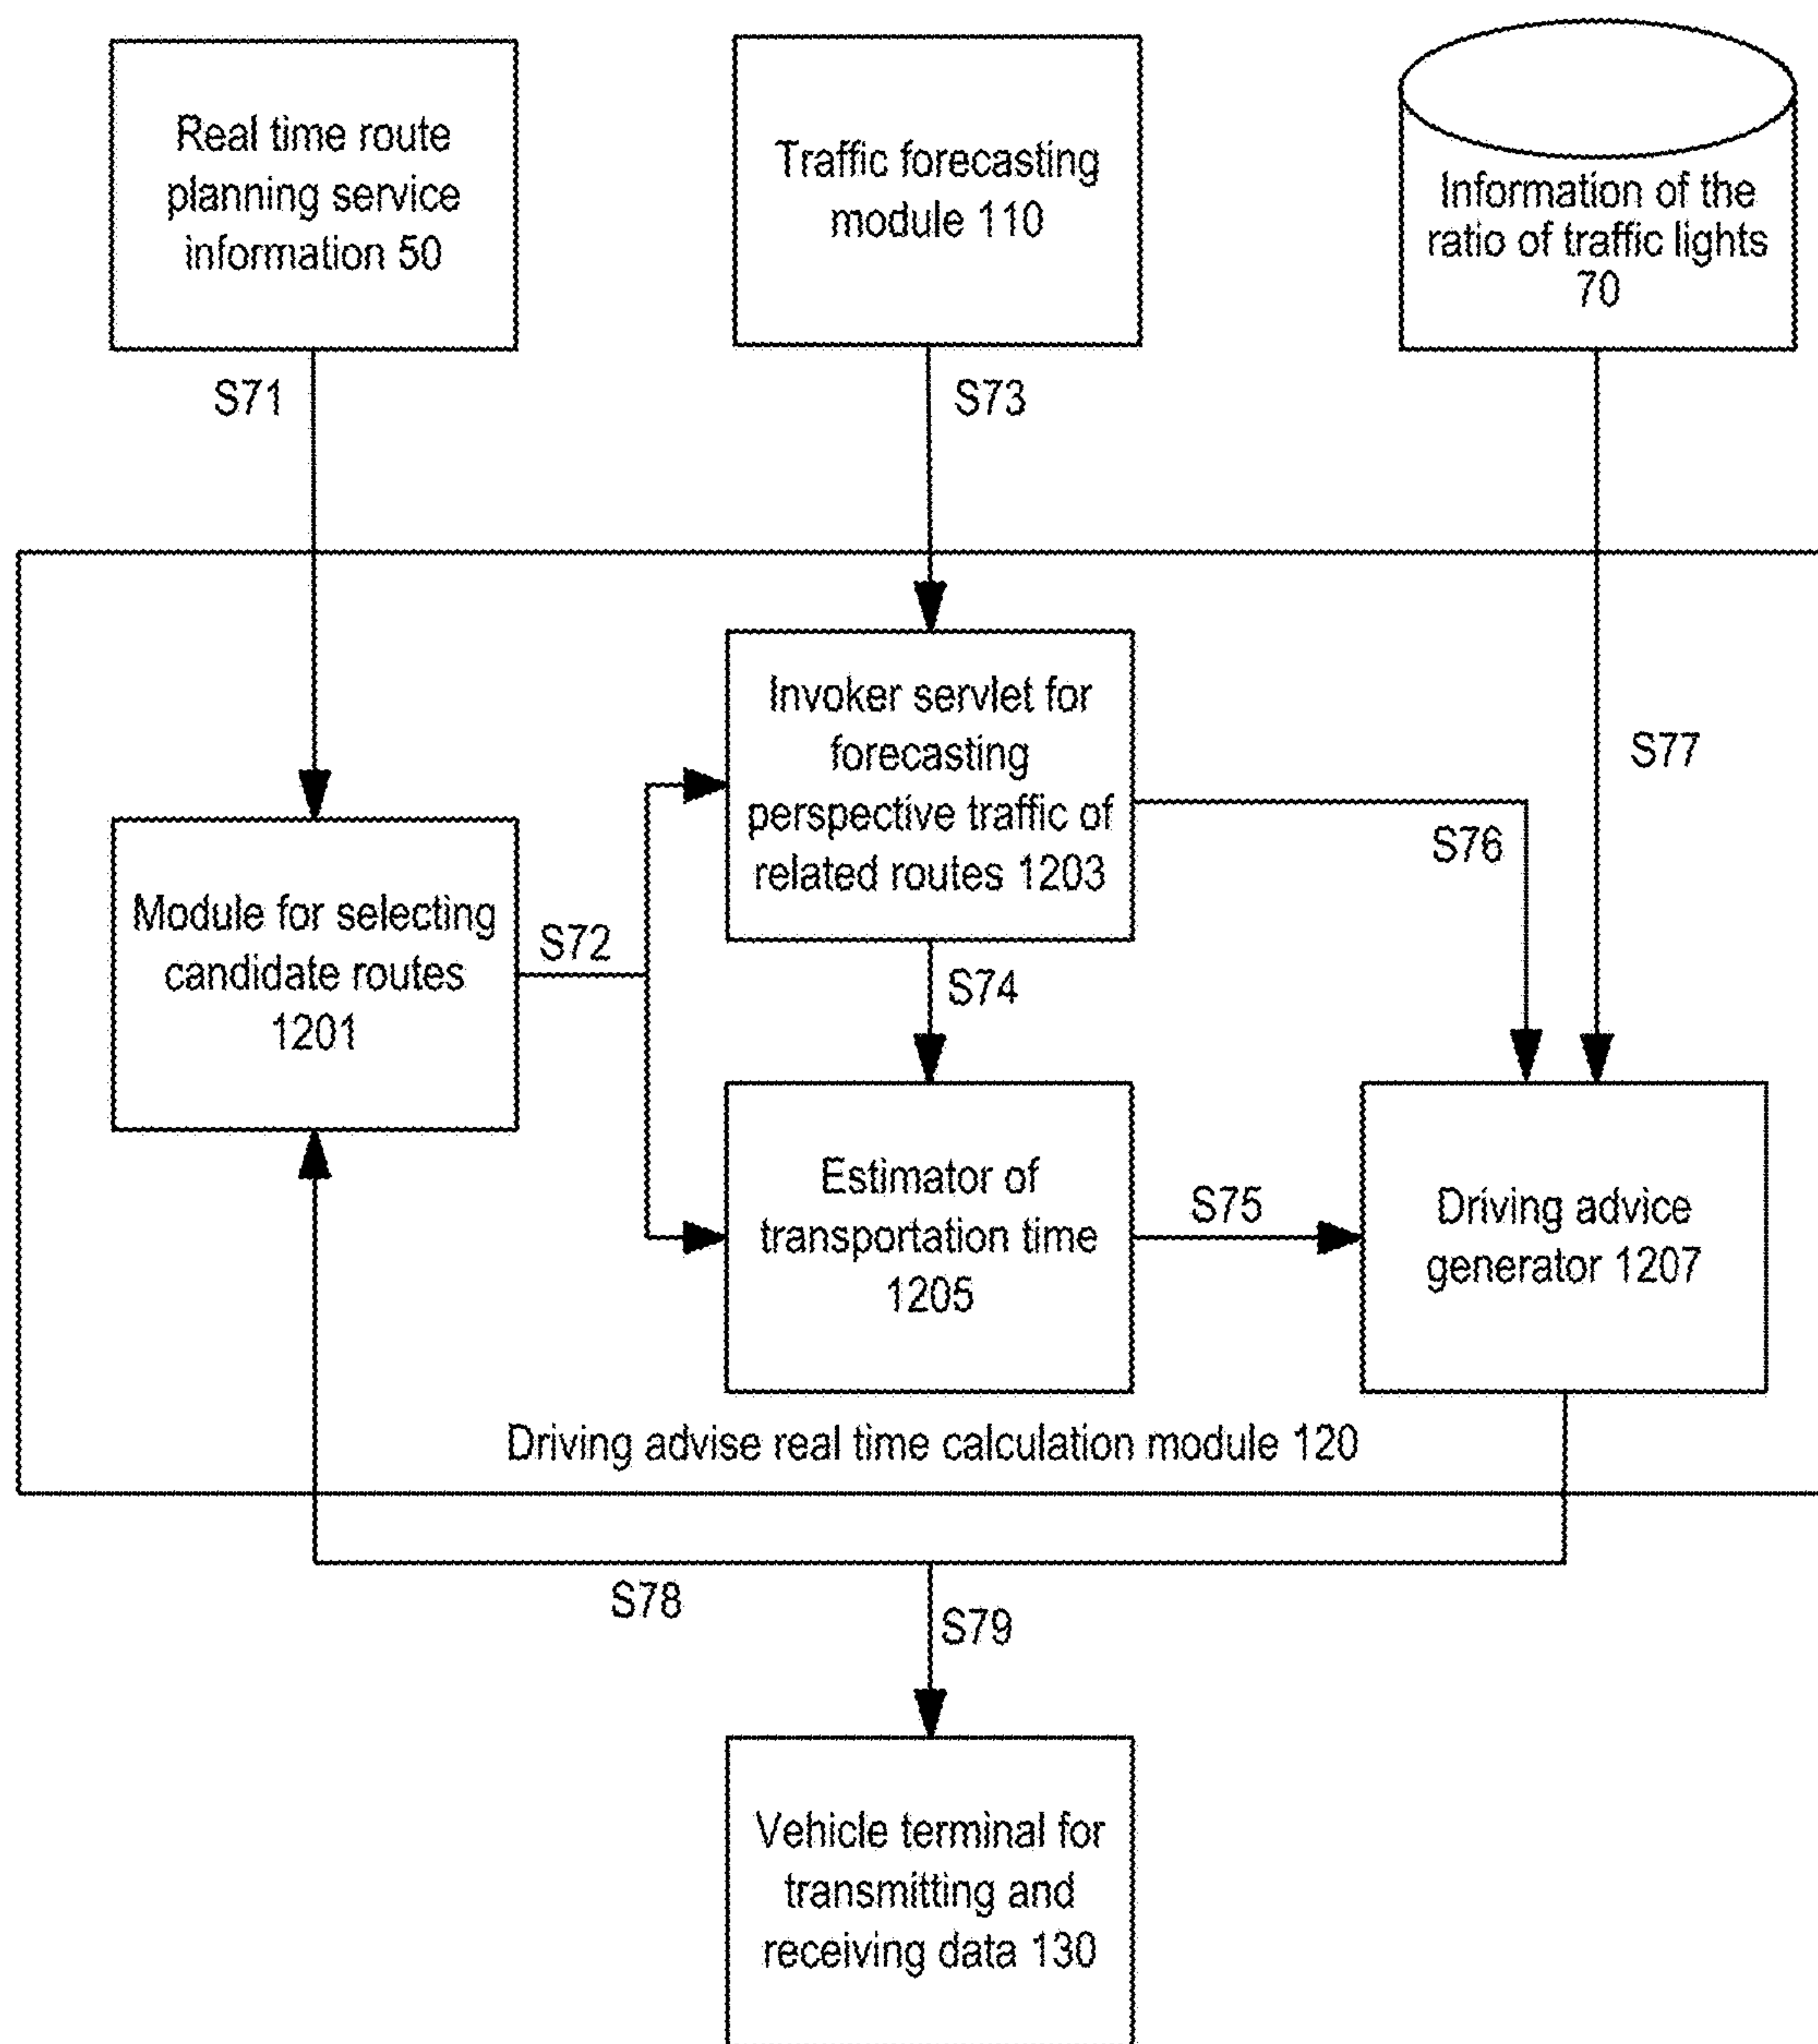 Real time route
planning service
information 50
Traffic forecasting
module 110
Information of the
ratio of traffic lights
70
S71
S73
S77
Invoker servlet for
forecasting
perspective traffic of
related routes 1203
S76
Module for selecting
candidate routes
1201
S72
S74
Estimator of
transportation time
1205
S75
Driving advice
generator 1207
Driving advise real time calculation module 120
S78
S79
Vehicle terminal for
transmitting and
receiving data 130